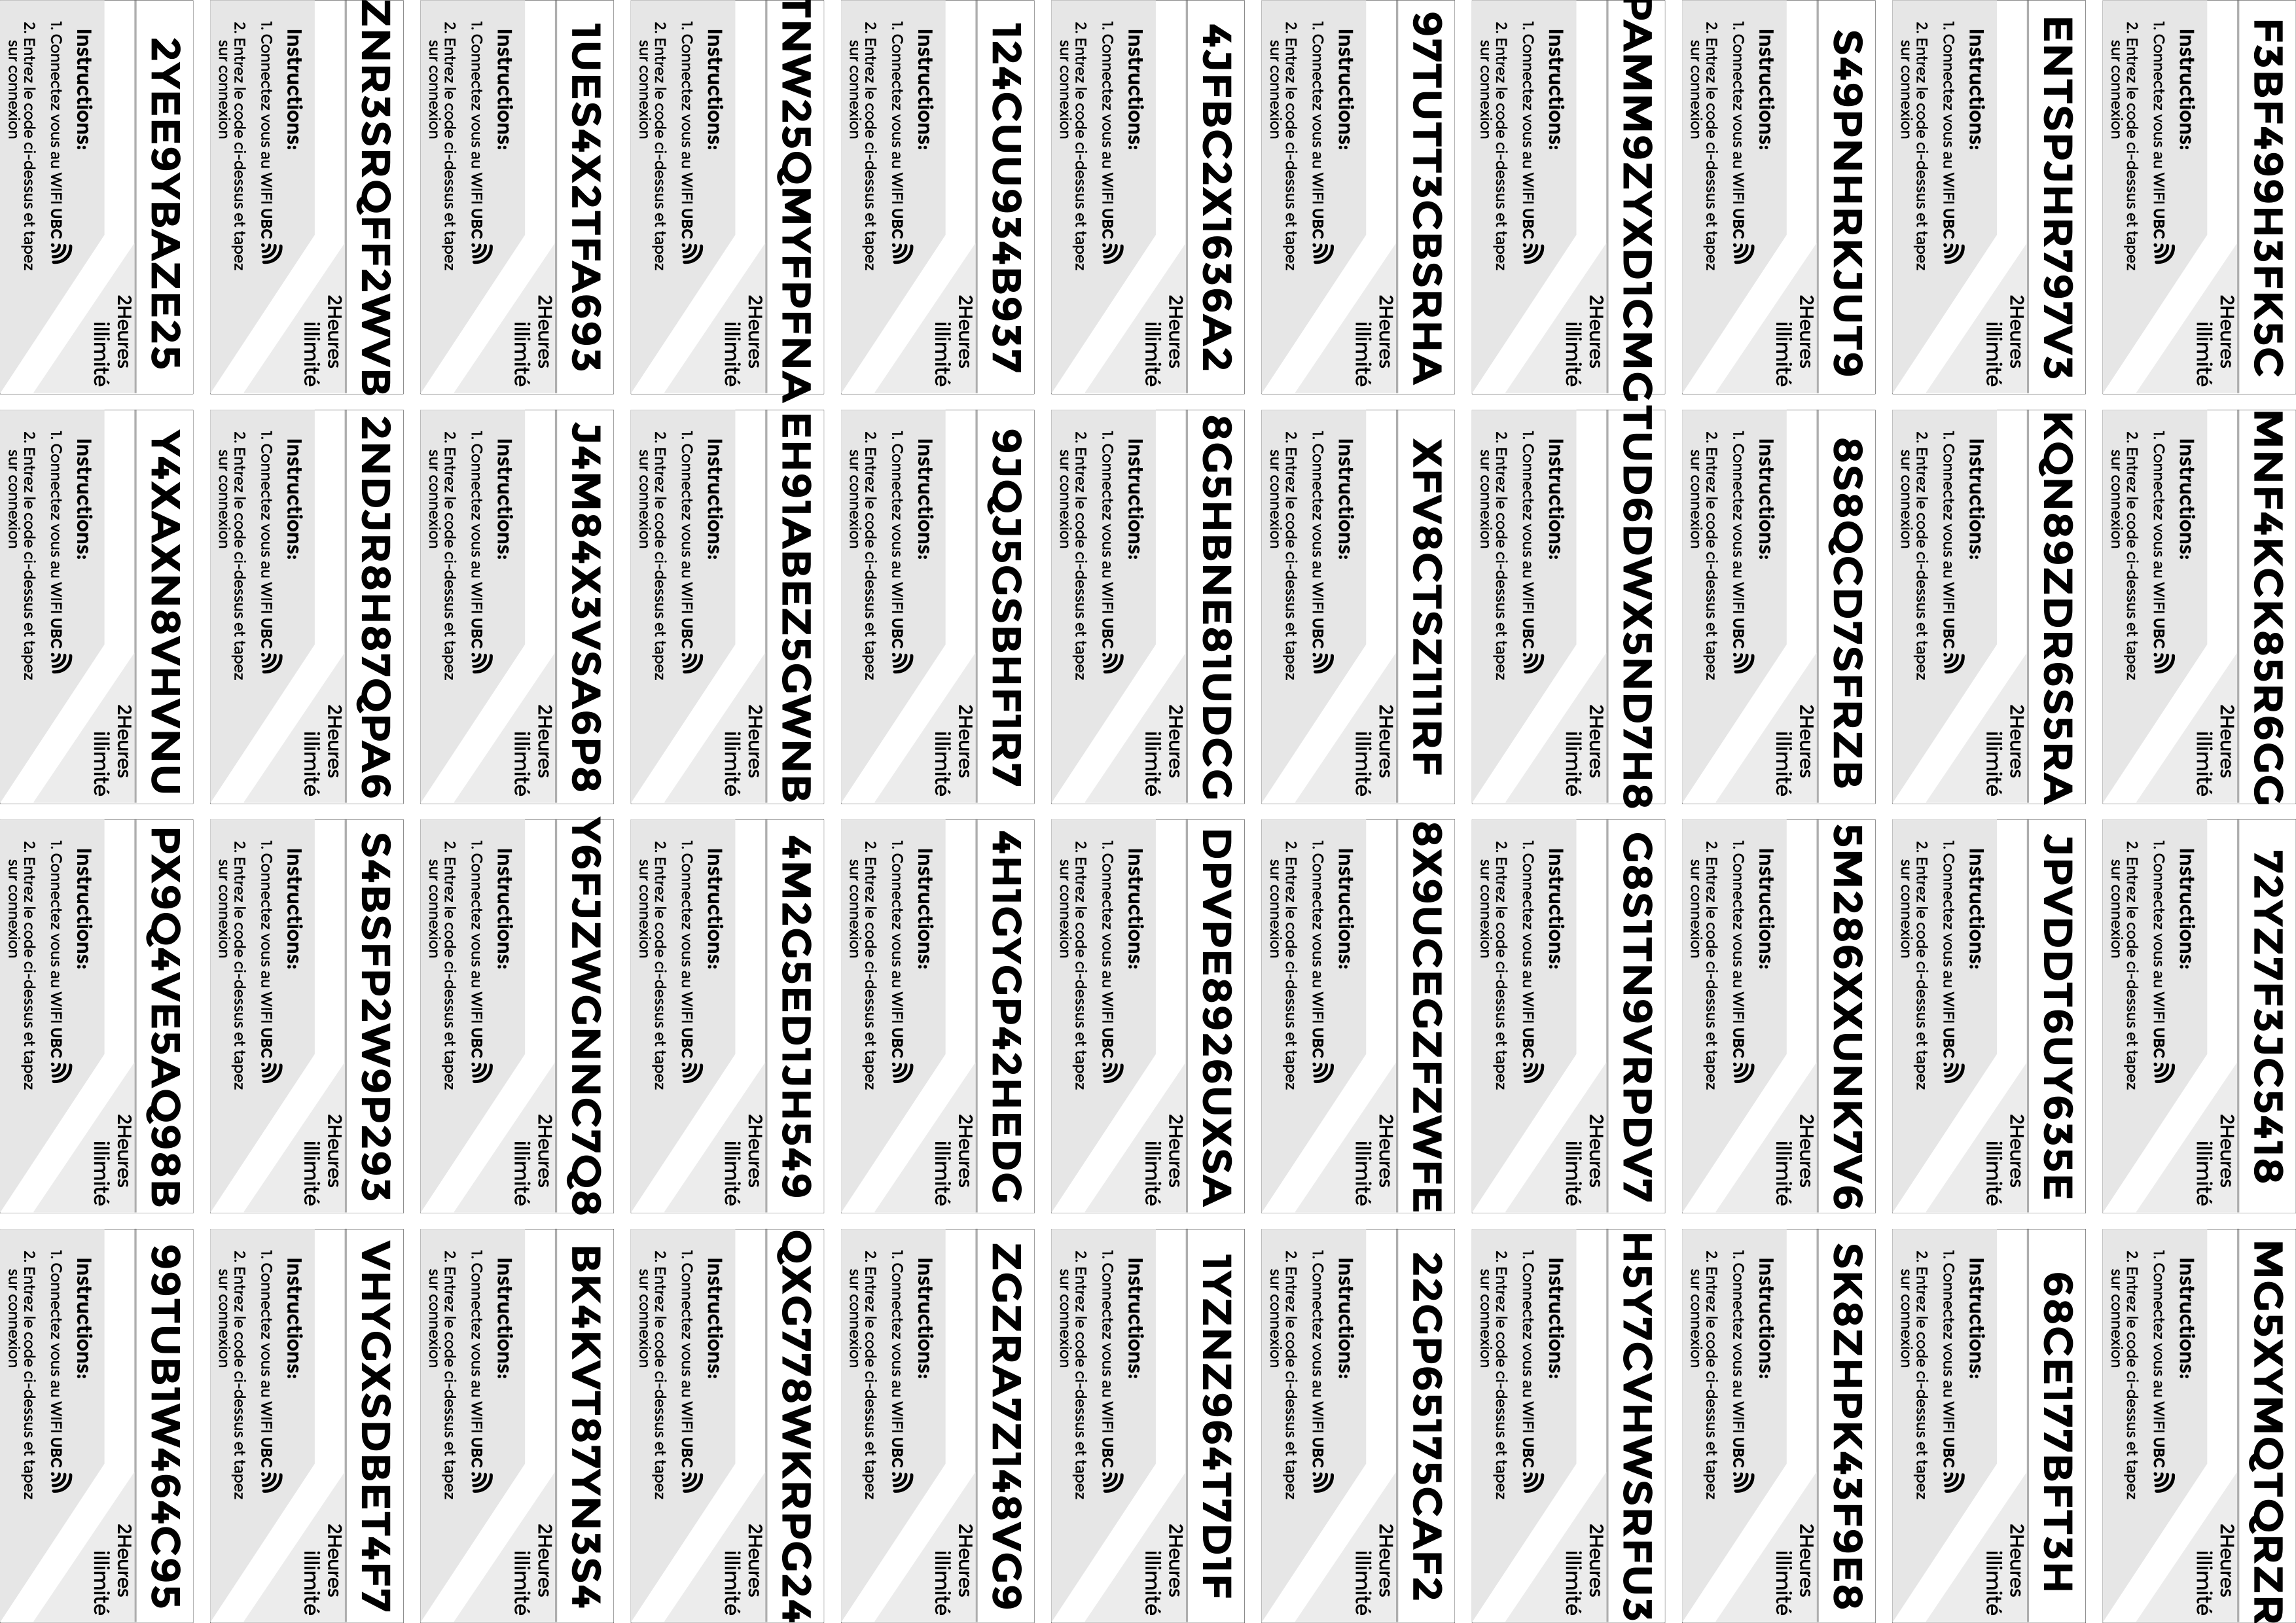 F3BF499H3FK5C
2Heures
illimité
Instructions:
1. Connectez vous au WIFI UBC
2. Entrez le code ci-dessus et tapez
sur connexion
MNF4KCK85R6GG
2Heures
illimité
Instructions:
1. Connectez vous au WIFI UBC
2. Entrez le code ci-dessus et tapez
sur connexion
72YZ7F3JC5418
2Heures
illimité
Instructions:
1. Connectez vous au WIFI UBC
2. Entrez le code ci-dessus et tapez
sur connexion
MG5XYMQTQRZR
2Heures
illimité
Instructions:
1. Connectez vous au WIFI UBC
2. Entrez le code ci-dessus et tapez
sur connexion
ENTSPJHR797V3
2Heures
illimité
Instructions:
1. Connectez vous au WIFI UBC
2. Entrez le code ci-dessus et tapez
sur connexion
KQN89ZDR6S5RA
2Heures
illimité
Instructions:
1. Connectez vous au WIFI UBC
2. Entrez le code ci-dessus et tapez
sur connexion
JPVDDT6UY635E
2Heures
illimité
Instructions:
1. Connectez vous au WIFI UBC
2. Entrez le code ci-dessus et tapez
sur connexion
68CE177BFT3H
2Heures
illimité
Instructions:
1. Connectez vous au WIFI UBC
2. Entrez le code ci-dessus et tapez
sur connexion
S49PNHRKJUT9
2Heures
illimité
Instructions:
1. Connectez vous au WIFI UBC
2. Entrez le code ci-dessus et tapez
sur connexion
8S8QCD7SFRZB
2Heures
illimité
Instructions:
1. Connectez vous au WIFI UBC
2. Entrez le code ci-dessus et tapez
sur connexion
5M286XXUNK7V6
2Heures
illimité
Instructions:
1. Connectez vous au WIFI UBC
2. Entrez le code ci-dessus et tapez
sur connexion
SK8ZHPK43F9E8
2Heures
illimité
Instructions:
1. Connectez vous au WIFI UBC
2. Entrez le code ci-dessus et tapez
sur connexion
PAMM9ZYXD1CMG
2Heures
illimité
Instructions:
1. Connectez vous au WIFI UBC
2. Entrez le code ci-dessus et tapez
sur connexion
TUD6DWX5ND7H8
2Heures
illimité
Instructions:
1. Connectez vous au WIFI UBC
2. Entrez le code ci-dessus et tapez
sur connexion
G8S1TN9VRPDV7
2Heures
illimité
Instructions:
1. Connectez vous au WIFI UBC
2. Entrez le code ci-dessus et tapez
sur connexion
H5Y7CVHWSRFU3
2Heures
illimité
Instructions:
1. Connectez vous au WIFI UBC
2. Entrez le code ci-dessus et tapez
sur connexion
97TUTT3CBSRHA
2Heures
illimité
Instructions:
1. Connectez vous au WIFI UBC
2. Entrez le code ci-dessus et tapez
sur connexion
XFV8CTSZ111RF
2Heures
illimité
Instructions:
1. Connectez vous au WIFI UBC
2. Entrez le code ci-dessus et tapez
sur connexion
8X9UCEGZFZWFE
2Heures
illimité
Instructions:
1. Connectez vous au WIFI UBC
2. Entrez le code ci-dessus et tapez
sur connexion
22GP65175CAF2
2Heures
illimité
Instructions:
1. Connectez vous au WIFI UBC
2. Entrez le code ci-dessus et tapez
sur connexion
4JFBC2X1636A2
2Heures
illimité
Instructions:
1. Connectez vous au WIFI UBC
2. Entrez le code ci-dessus et tapez
sur connexion
8G5HBNE81UDCG
2Heures
illimité
Instructions:
1. Connectez vous au WIFI UBC
2. Entrez le code ci-dessus et tapez
sur connexion
DPVPE8926UXSA
2Heures
illimité
Instructions:
1. Connectez vous au WIFI UBC
2. Entrez le code ci-dessus et tapez
sur connexion
1YZNZ964T7D1F
2Heures
illimité
Instructions:
1. Connectez vous au WIFI UBC
2. Entrez le code ci-dessus et tapez
sur connexion
124CUU934B937
2Heures
illimité
Instructions:
1. Connectez vous au WIFI UBC
2. Entrez le code ci-dessus et tapez
sur connexion
9JQJ5GSBHF1R7
2Heures
illimité
Instructions:
1. Connectez vous au WIFI UBC
2. Entrez le code ci-dessus et tapez
sur connexion
4H1GYGP42HEDG
2Heures
illimité
Instructions:
1. Connectez vous au WIFI UBC
2. Entrez le code ci-dessus et tapez
sur connexion
ZGZRA7Z148VG9
2Heures
illimité
Instructions:
1. Connectez vous au WIFI UBC
2. Entrez le code ci-dessus et tapez
sur connexion
TNW25QMYFPFNA
2Heures
illimité
Instructions:
1. Connectez vous au WIFI UBC
2. Entrez le code ci-dessus et tapez
sur connexion
EH91ABEZ5GWNB
2Heures
illimité
Instructions:
1. Connectez vous au WIFI UBC
2. Entrez le code ci-dessus et tapez
sur connexion
4M2G5ED1JH549
2Heures
illimité
Instructions:
1. Connectez vous au WIFI UBC
2. Entrez le code ci-dessus et tapez
sur connexion
QXG778WKRPG24
2Heures
illimité
Instructions:
1. Connectez vous au WIFI UBC
2. Entrez le code ci-dessus et tapez
sur connexion
1UES4X2TFA693
2Heures
illimité
Instructions:
1. Connectez vous au WIFI UBC
2. Entrez le code ci-dessus et tapez
sur connexion
J4M84X3VSA6P8
2Heures
illimité
Instructions:
1. Connectez vous au WIFI UBC
2. Entrez le code ci-dessus et tapez
sur connexion
Y6FJZWGNNC7Q8
2Heures
illimité
Instructions:
1. Connectez vous au WIFI UBC
2. Entrez le code ci-dessus et tapez
sur connexion
BK4KVT87YN3S4
2Heures
illimité
Instructions:
1. Connectez vous au WIFI UBC
2. Entrez le code ci-dessus et tapez
sur connexion
ZNR3SRQFF2WVB
2Heures
illimité
Instructions:
1. Connectez vous au WIFI UBC
2. Entrez le code ci-dessus et tapez
sur connexion
2NDJR8H87QPA6
2Heures
illimité
Instructions:
1. Connectez vous au WIFI UBC
2. Entrez le code ci-dessus et tapez
sur connexion
S4BSFP2W9P293
2Heures
illimité
Instructions:
1. Connectez vous au WIFI UBC
2. Entrez le code ci-dessus et tapez
sur connexion
VHYGXSDBET4F7
2Heures
illimité
Instructions:
1. Connectez vous au WIFI UBC
2. Entrez le code ci-dessus et tapez
sur connexion
2YEE9YBAZE25
2Heures
illimité
Instructions:
1. Connectez vous au WIFI UBC
2. Entrez le code ci-dessus et tapez
sur connexion
Y4XAXN8VHVNU
2Heures
illimité
Instructions:
1. Connectez vous au WIFI UBC
2. Entrez le code ci-dessus et tapez
sur connexion
PX9Q4VE5AQ98B
2Heures
illimité
Instructions:
1. Connectez vous au WIFI UBC
2. Entrez le code ci-dessus et tapez
sur connexion
99TUB1W464C95
2Heures
illimité
Instructions:
1. Connectez vous au WIFI UBC
2. Entrez le code ci-dessus et tapez
sur connexion